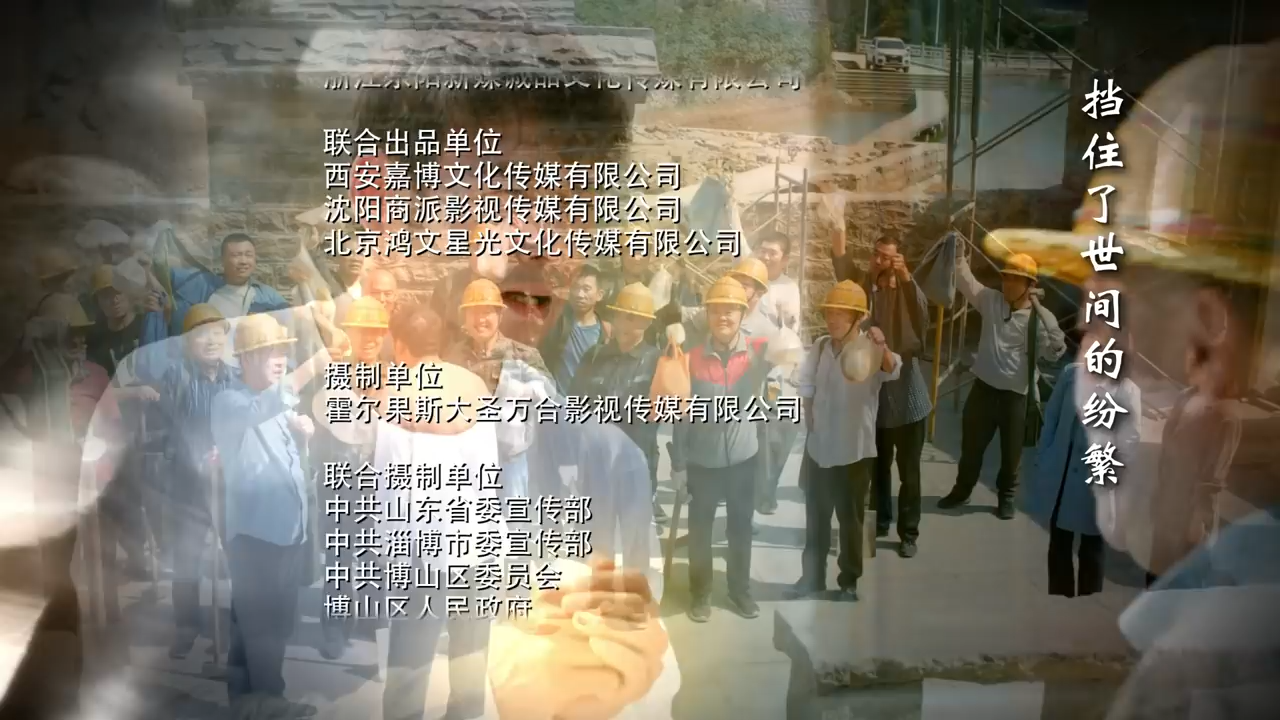 联合出品单位
西安嘉博文化传媒有限公司
沈阳商派影视传媒有限公司
北京鸿文星光文化传媒有限公司
摄制单位
霍尔果斯大圣万合影视传媒有限公司
联合摄制单位
中共山东省委宣传部
中共淄博市委宣传部
中共博山区委员会
博山区人民政府
挡住了世间的纷繁